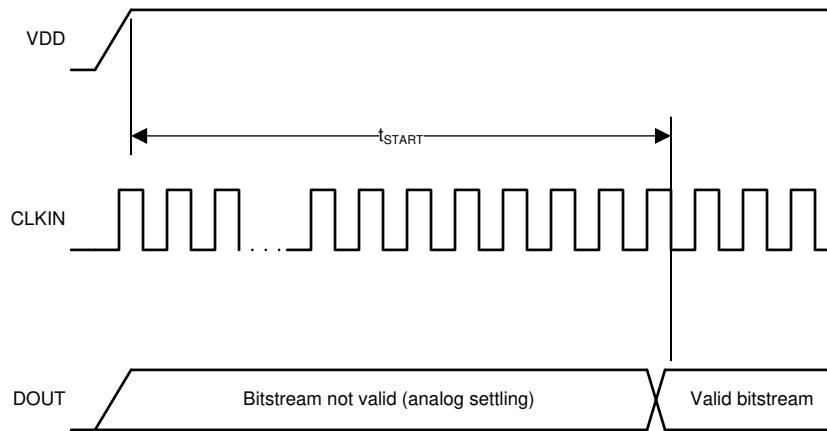 VDD
tSTART
CLKIN
. . . .
DOUT
Bitstream not valid (analog settling)
Valid bitstream